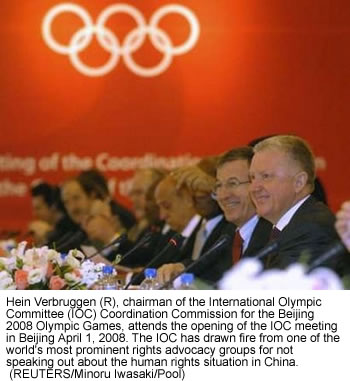 ting of the Coordination
Hein Verbruggen (R), chairman of the International Olympic
Committee (IOC) Coordination Commission for the Beijing
2008 Olympic Games, attends the opening of the IOC meeting
in Beijing April 1, 2008. The IOC has drawn fire from one of the
world's most prominent rights advocacy groups for not
speaking out about the human rights situation in China.
(REUTERS/Minoru Iwasaki/Pool)